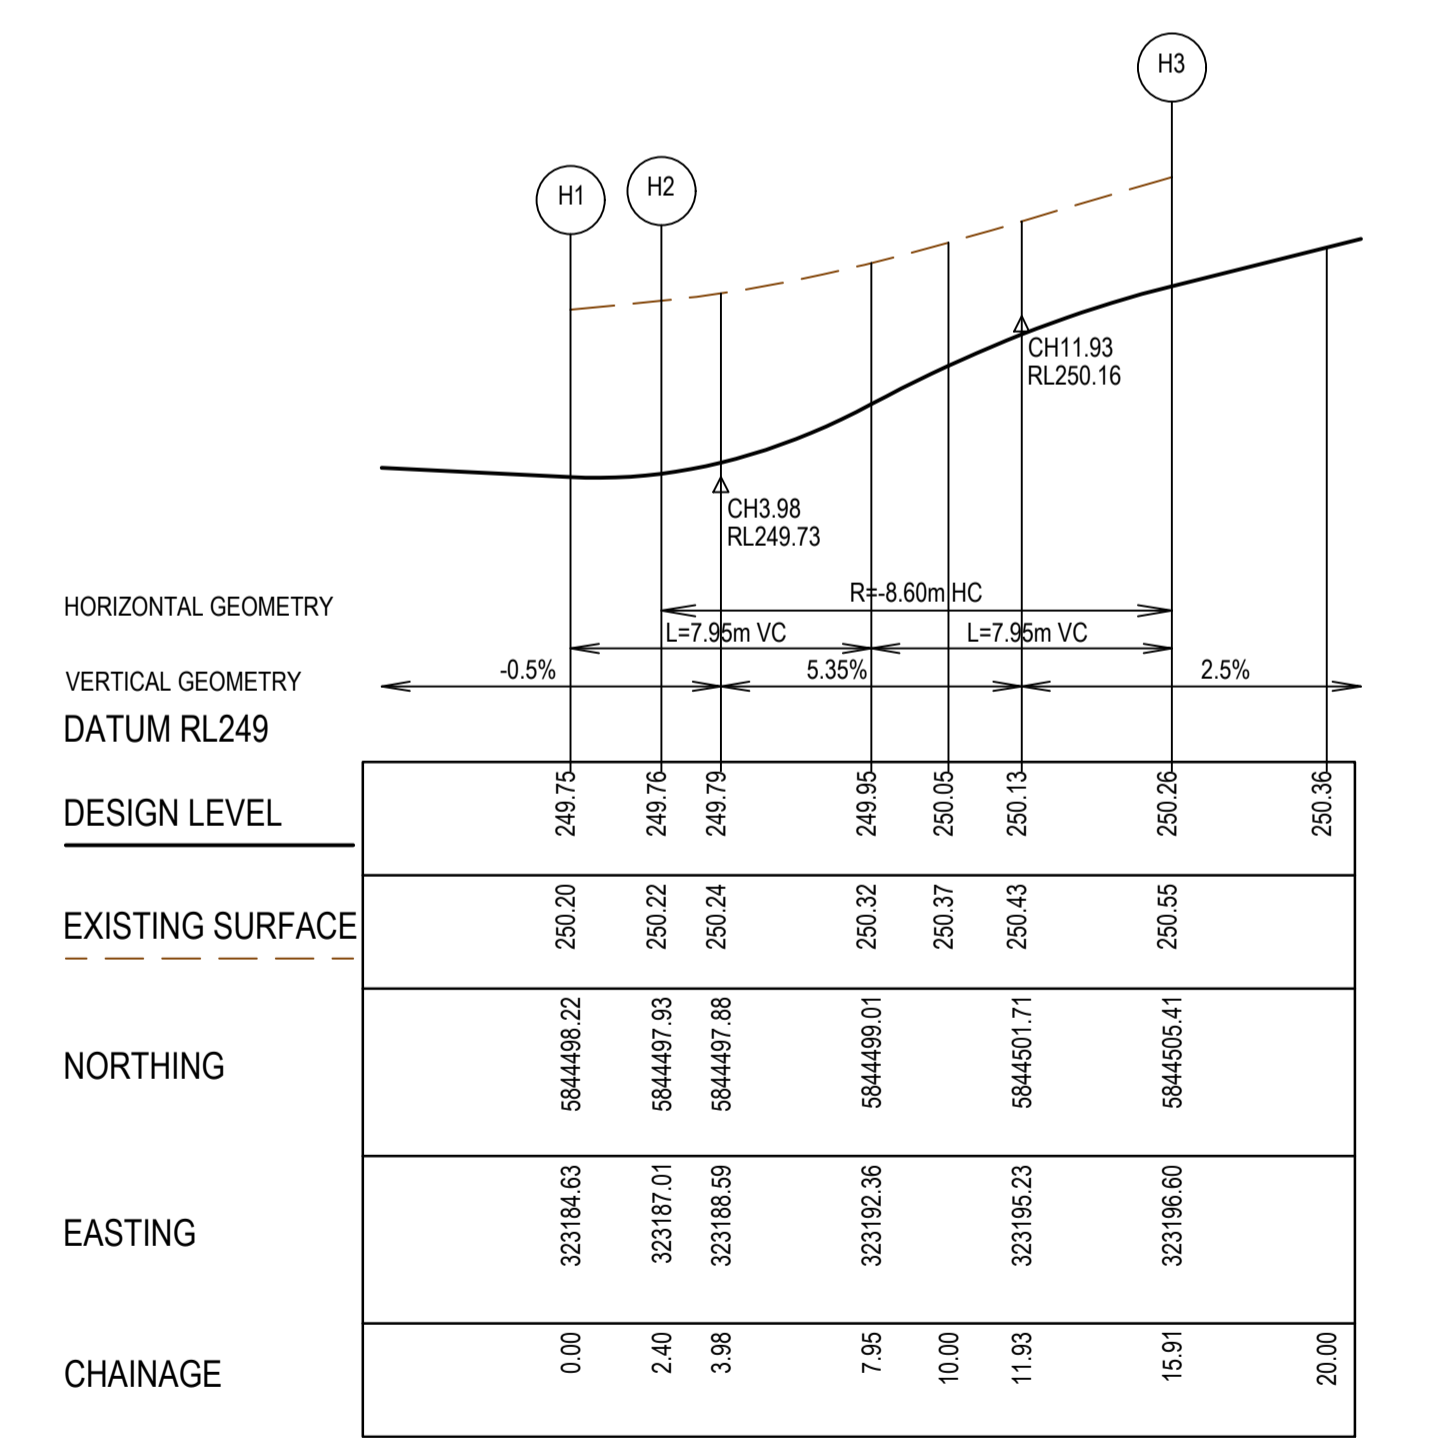 H3
H1
H2
CH11.93
RL250.16
CH3.98
RL249.73
HORIZONTAL GEOMETRY
R=-8.60m HC
L=7.95m VC
L=7.95m VC
VERTICAL GEOMETRY
-0.5%
5.35%
2.5%
DATUM RL249
DESIGN LEVEL
249.75
249.76
249.79
249.95
250.05
250.13
250.26
250.36
EXISTING SURFACE
250.20
250.22
250.24
250.32
250.37
250.43
250.55
NORTHING
5844498.22
5844497.93
5844497.88
5844499.01
5844501.71
5844505.41
EASTING
323184.63
323187.01
323188.59
323192.36
323195.23
323196.60
CHAINAGE
0.00
2.40
3.98
7.95
10.00
11.93
15.91
20.00